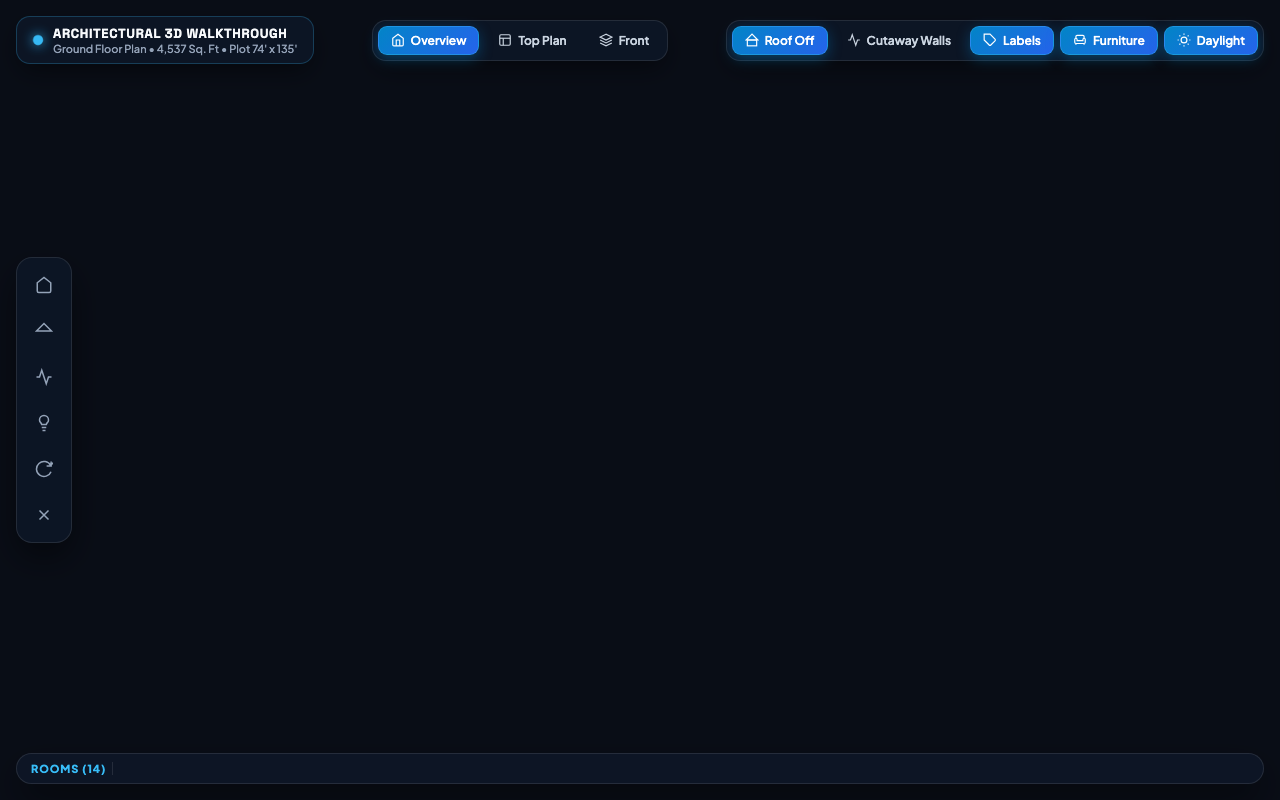 ARCHITECTURAL 3D WALKTHROUGH
Ground Floor Plan • 4,537 Sq. Ft • Plot 74' x 135'
Overview
Top Plan
Front
Roof Off
Cutaway Walls
Labels
Furniture
Daylight
ROOMS (14)